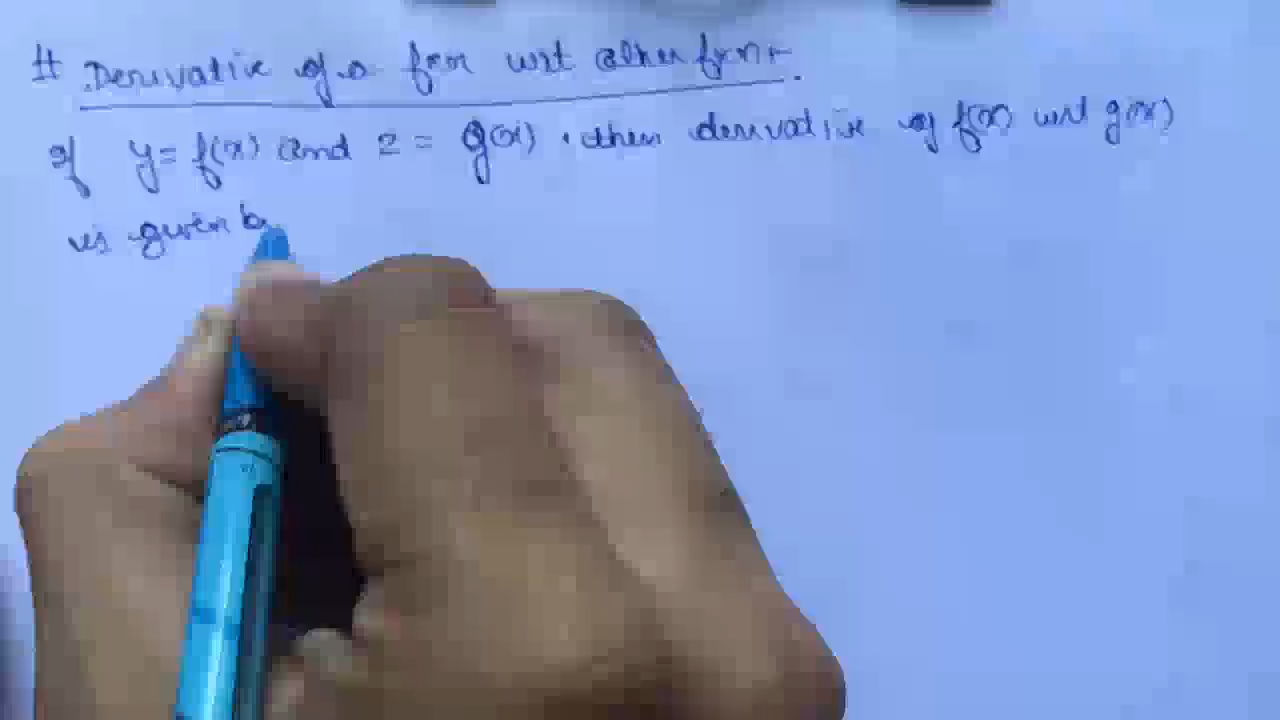 # Derivative of a fxn wrt other fxn.
If y = f(x) and z = g(x). then derivative of f(x) wrt g(x)
is given by